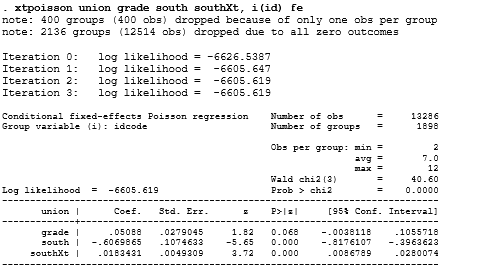 . xtpoisson union grade south southXt, i(id) fe
note: 400 groups (400 obs) dropped because of only one obs per group
note: 2136 groups (12514 obs) dropped due to all zero outcomes
Iteration 0: log likelihood = -6626.5387
Iteration 1: log likelihood = -6605.647
Iteration 2: log likelihood = -6605.619
Iteration 3: log likelihood = -6605.619
Conditional fixed-effects Poisson regression Number of obs = 13286
Group variable (i): idcode Number of groups = 1898
Obs per group: min = 2
avg = 7.0
max = 12
Wald chi2(3) = 40.60
Log likelihood = -6605.619 Prob > chi2 = 0.0000
union | Coef. Std. Err. z P>|z| [95% Conf. Interval]
grade | .05088 .0279045 1.82 0.068 -.0038118 .1055718
south | -.6069865 .1074633 -5.65 0.000 -.8176107 -.3963623
southXt | .0183431 .0049309 3.72 0.000 .0086789 .0280074